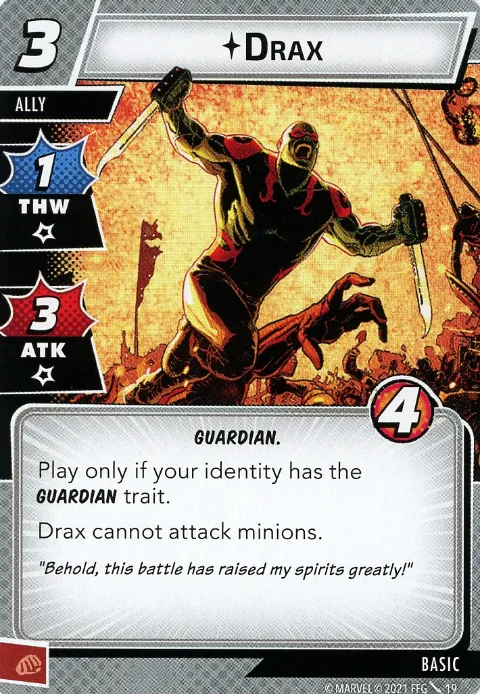 3
Drax
ALLY
1
THW
3
ATK
4
GUARDIAN.
Play only if your identity has the
GUARDIAN trait.
Drax cannot attack minions.
"Behold, this battle has raised my spirits greatly!"
BASIC
© MARVEL © 2021 FFG 19